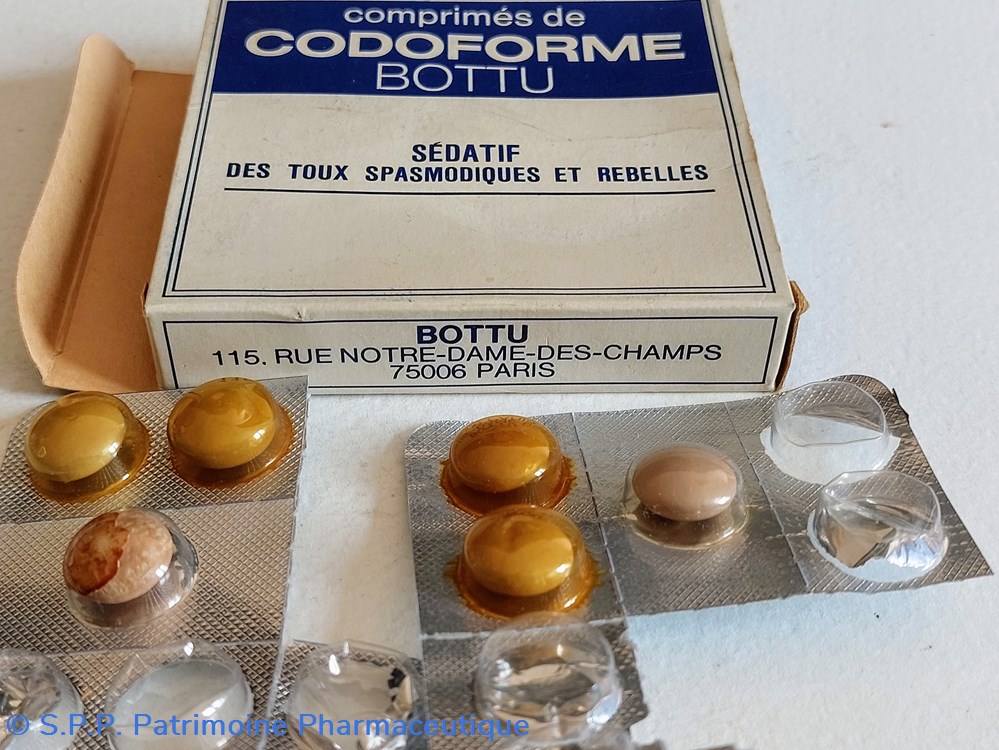 comprimés de
CODOFORME
BOTTU
SÉDATIF
DES TOUX SPASMODIQUES ET REBELLES
BOTTU
115, RUE NOTRE-DAME-DES-CHAMPS
75006 PARIS
© S.P.P. Patrimoine Pharmaceutique